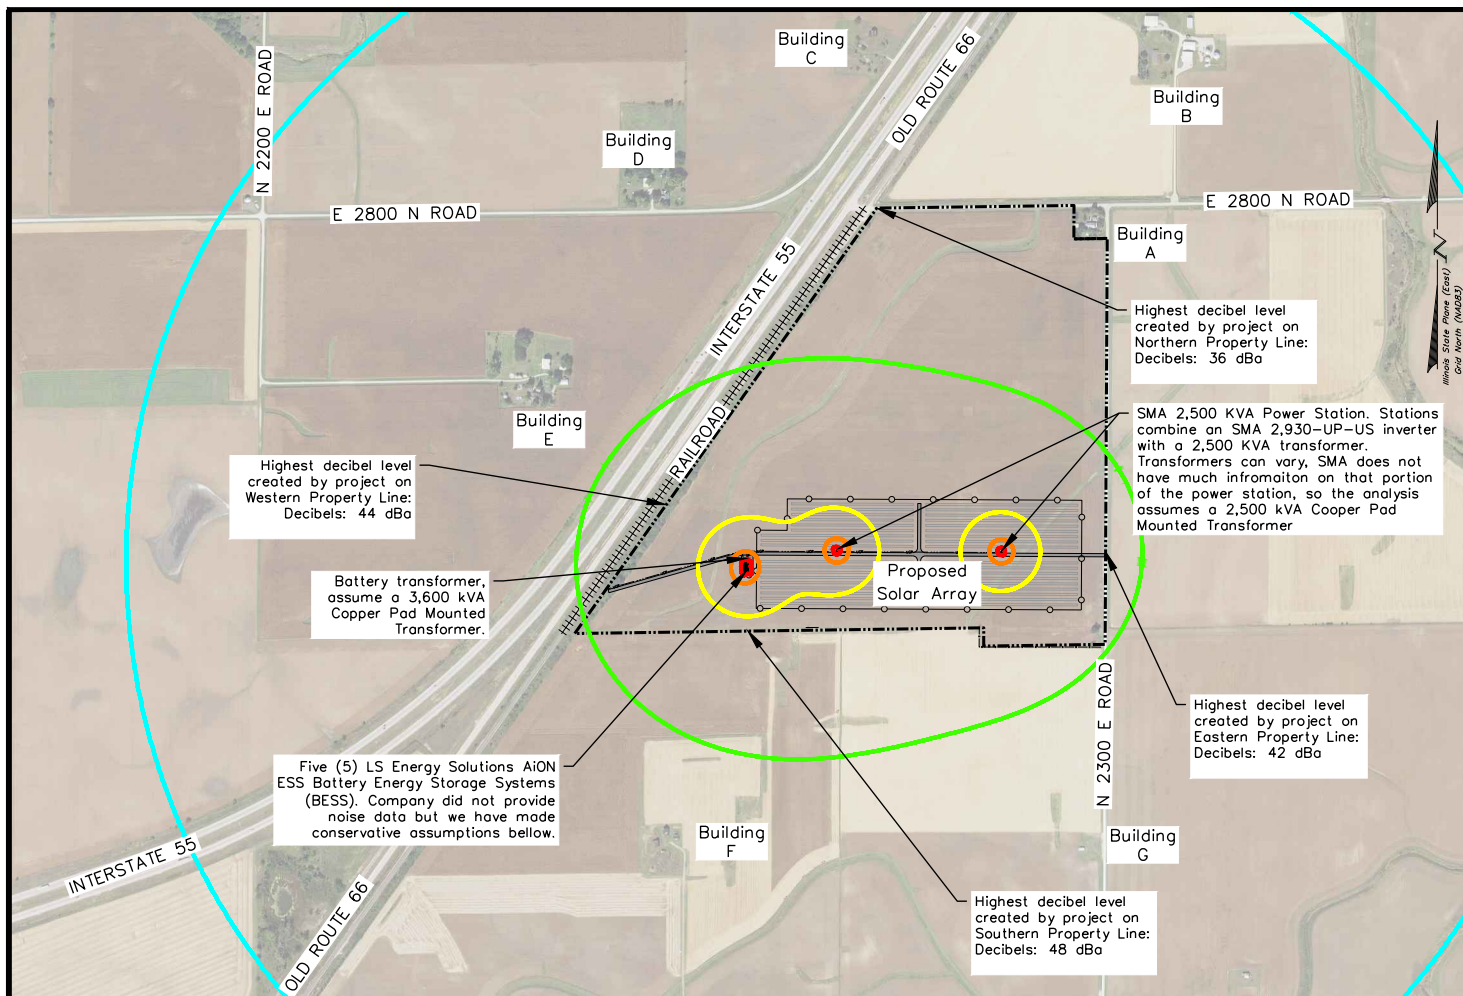 Building
C
OLD ROUTE 66
Building
B
N 2200 E ROAD
Building
D
E 2800 N ROAD
E 2800 N ROAD
Building
A
N
Illinois State Plane (East)
Grid North (NAD83)
INTERSTATE 55
Highest decibel level
created by project on
Northern Property Line:
Decibels: 36 dBa
Building
E
RAILROAD
SMA 2,500 KVA Power Station. Stations
combine an SMA 2,930-UP-US inverter
with a 2,500 KVA transformer.
Transformers can vary, SMA does not
have much infromaiton on that portion
of the power station, so the analysis
assumes a 2,500 kVA Cooper Pad
Mounted Transformer
Highest decibel level
created by project on
Western Property Line:
Decibels: 44 dBa
Proposed
Solar Array
Battery transformer,
assume a 3,600 kVA
Copper Pad Mounted
Transformer.
N 2300 E ROAD
Highest decibel level
created by project on
Eastern Property Line:
Decibels: 42 dBa
Five (5) LS Energy Solutions AiON
ESS Battery Energy Storage Systems
(BESS). Company did not provide
noise data but we have made
conservative assumptions bellow.
Building
F
Building
G
INTERSTATE 55
OLD ROUTE 66
Highest decibel level
created by project on
Southern Property Line:
Decibels: 48 dBa